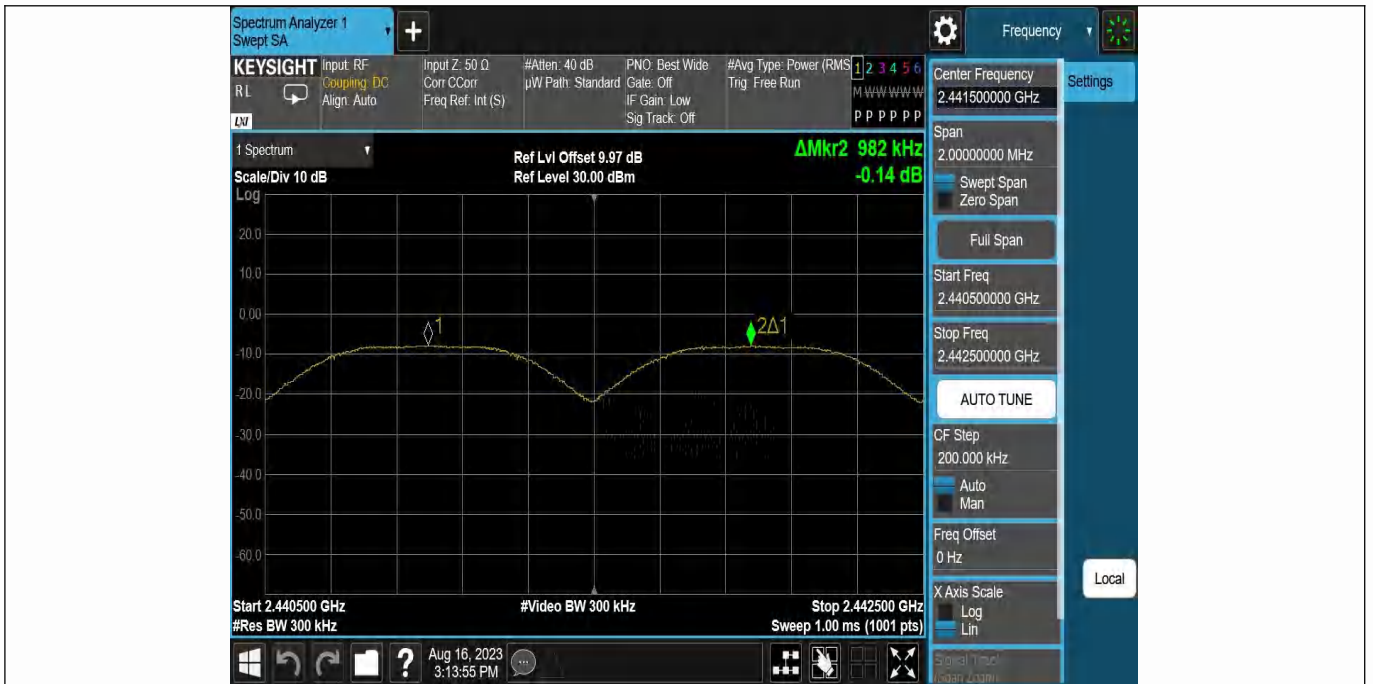 Spectrum Analyzer 1
Swept SA
+
Frequency
KEYSIGHT
RL
LXI
Input: RF
Coupling: DC
Align: Auto
Input Z: 50 Ω
Corr CCorr
Freq Ref: Int (S)
#Atten: 40 dB
µW Path: Standard
PNO: Best Wide
Gate: Off
IF Gain: Low
Sig Track: Off
#Avg Type: Power (RMS
Trig: Free Run
1 2 3 4 5 6
M W W W W W
P P P P P P
1 Spectrum
Scale/Div 10 dB
Log
Ref Lvl Offset 9.97 dB
Ref Level 30.00 dBm
ΔMkr2 982 kHz
-0.14 dB
20.0
10.0
0.00
-10.0
-20.0
-30.0
-40.0
-50.0
-60.0
1
2Δ1
Start 2.440500 GHz
#Res BW 300 kHz
#Video BW 300 kHz
Stop 2.442500 GHz
Sweep 1.00 ms (1001 pts)
?
Aug 16, 2023
3:13:55 PM
Center Frequency
2.441500000 GHz
Settings
Span
2.00000000 MHz
Swept Span
Zero Span
Full Span
Start Freq
2.440500000 GHz
Stop Freq
2.442500000 GHz
AUTO TUNE
CF Step
200.000 kHz
Auto
Man
Freq Offset
0 Hz
X Axis Scale
Log
Lin
Signal Track
(Span Zoom)
Local